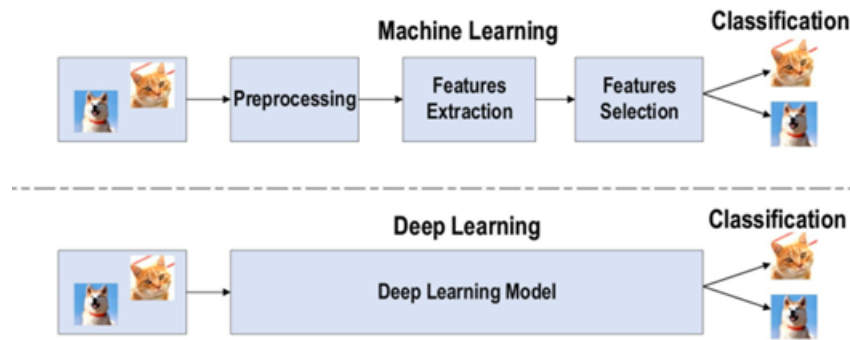 Machine Learning
Classification
Preprocessing
Features
Extraction
Features
Selection
Deep Learning
Classification
Deep Learning Model